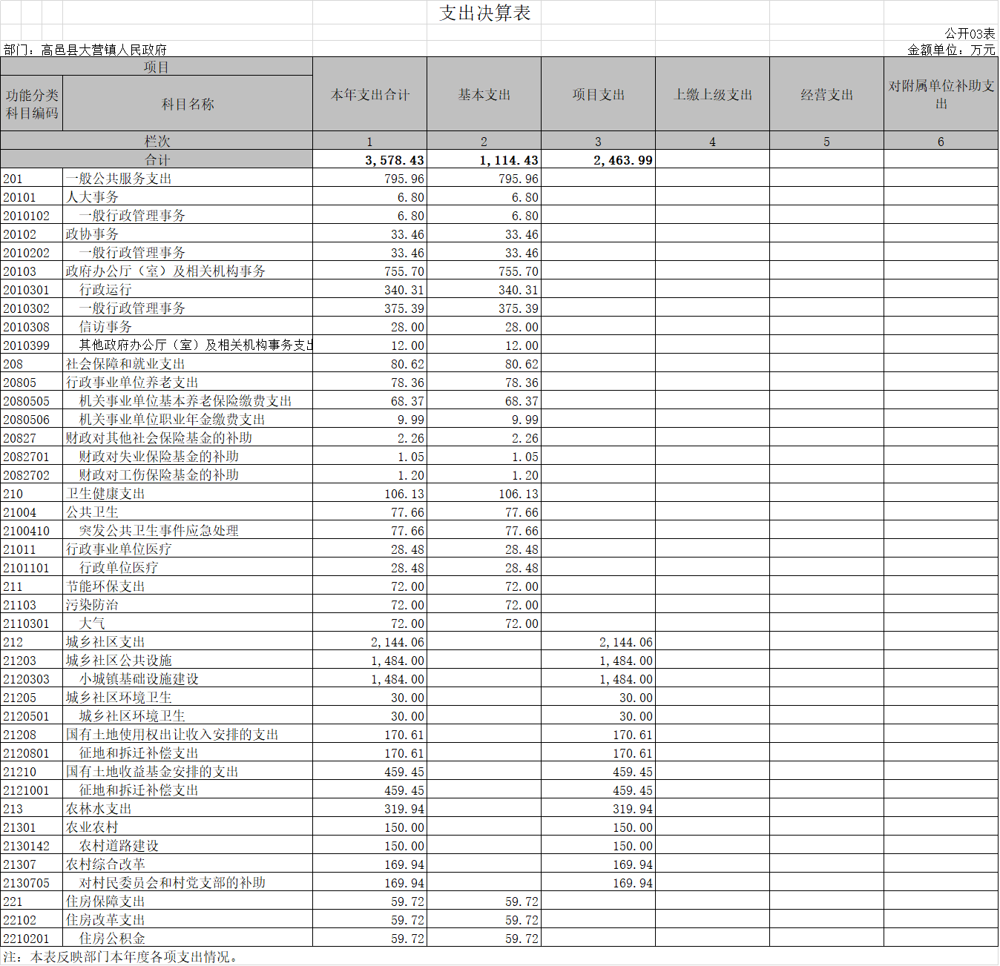 支出决算表
公开03表
部门：高邑县大营镇人民政府 金额单位：万元
项目 本年支出合计 基本支出 项目支出 上缴上级支出 经营支出 对附属单位补助支出
功能分类科目编码 科目名称
栏次 1 2 3 4 5 6
合计 3,578.43 1,114.43 2,463.99
201 一般公共服务支出 795.96 795.96
20101 人大事务 6.80 6.80
2010102 一般行政管理事务 6.80 6.80
20102 政协事务 33.46 33.46
2010202 一般行政管理事务 33.46 33.46
20103 政府办公厅（室）及相关机构事务 755.70 755.70
2010301 行政运行 340.31 340.31
2010302 一般行政管理事务 375.39 375.39
2010308 信访事务 28.00 28.00
2010399 其他政府办公厅（室）及相关机构事务支出 12.00 12.00
208 社会保障和就业支出 80.62 80.62
20805 行政事业单位养老支出 78.36 78.36
2080505 机关事业单位基本养老保险缴费支出 68.37 68.37
2080506 机关事业单位职业年金缴费支出 9.99 9.99
20827 财政对其他社会保险基金的补助 2.26 2.26
2082701 财政对失业保险基金的补助 1.05 1.05
2082702 财政对工伤保险基金的补助 1.20 1.20
210 卫生健康支出 106.13 106.13
21004 公共卫生 77.66 77.66
2100410 突发公共卫生事件应急处理 77.66 77.66
21011 行政事业单位医疗 28.48 28.48
2101101 行政单位医疗 28.48 28.48
211 节能环保支出 72.00 72.00
21103 污染防治 72.00 72.00
2110301 大气 72.00 72.00
212 城乡社区支出 2,144.06 2,144.06
21203 城乡社区公共设施 1,484.00 1,484.00
2120303 小城镇基础设施建设 1,484.00 1,484.00
21205 城乡社区环境卫生 30.00 30.00
2120501 城乡社区环境卫生 30.00 30.00
21208 国有土地使用权出让收入安排的支出 170.61 170.61
2120801 征地和拆迁补偿支出 170.61 170.61
21210 国有土地收益基金安排的支出 459.45 459.45
2121001 征地和拆迁补偿支出 459.45 459.45
213 农林水支出 319.94 319.94
21301 农业农村 150.00 150.00
2130142 农村道路建设 150.00 150.00
21307 农村综合改革 169.94 169.94
2130705 对村民委员会和村党支部的补助 169.94 169.94
221 住房保障支出 59.72 59.72
22102 住房改革支出 59.72 59.72
2210201 住房公积金 59.72 59.72
注：本表反映部门本年度各项支出情况。